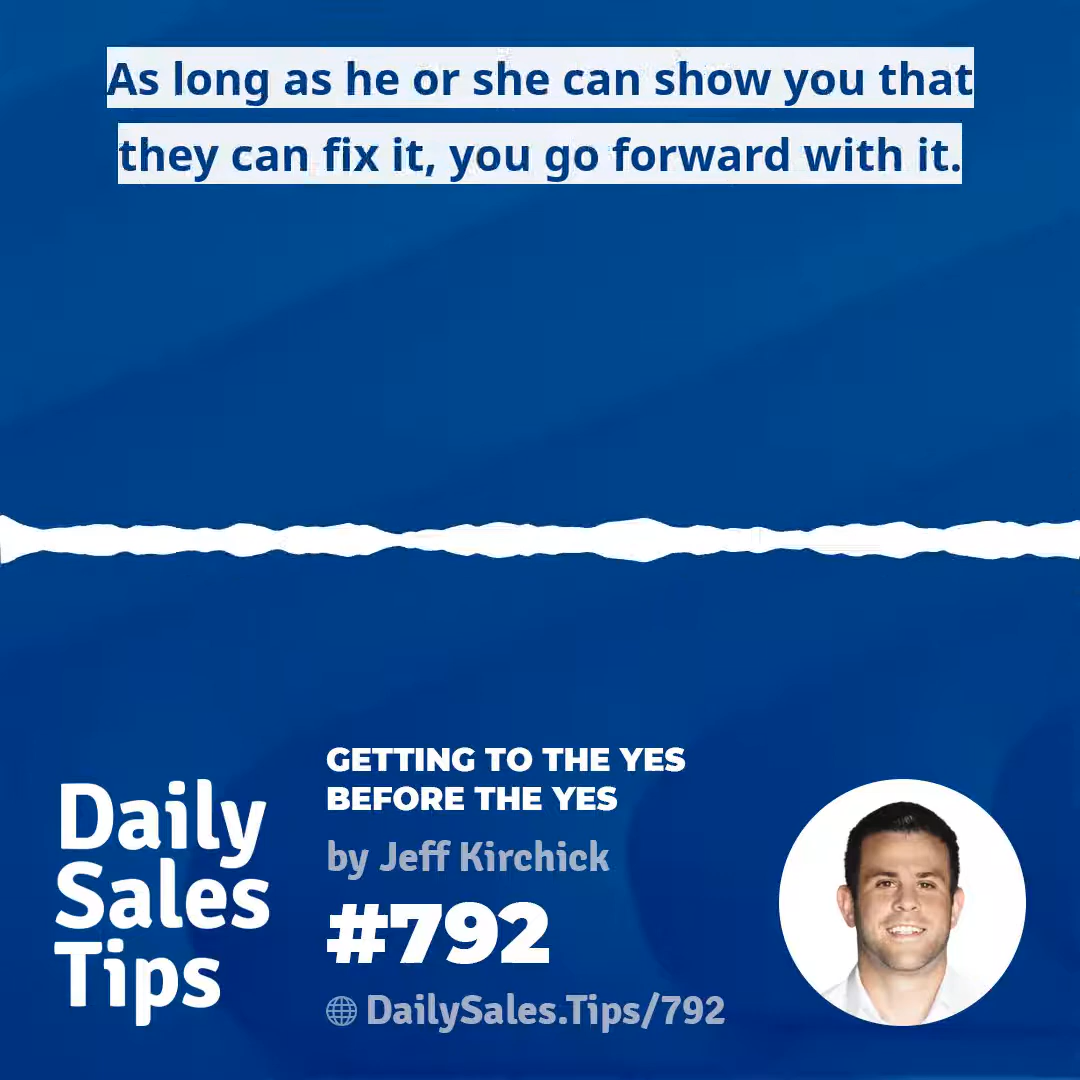 As long as he or she can show you that
they can fix it, you go forward with it.
Daily
Sales
Tips
GETTING TO THE YES
BEFORE THE YES
by Jeff Kirchick
#792
DailySales.Tips/792